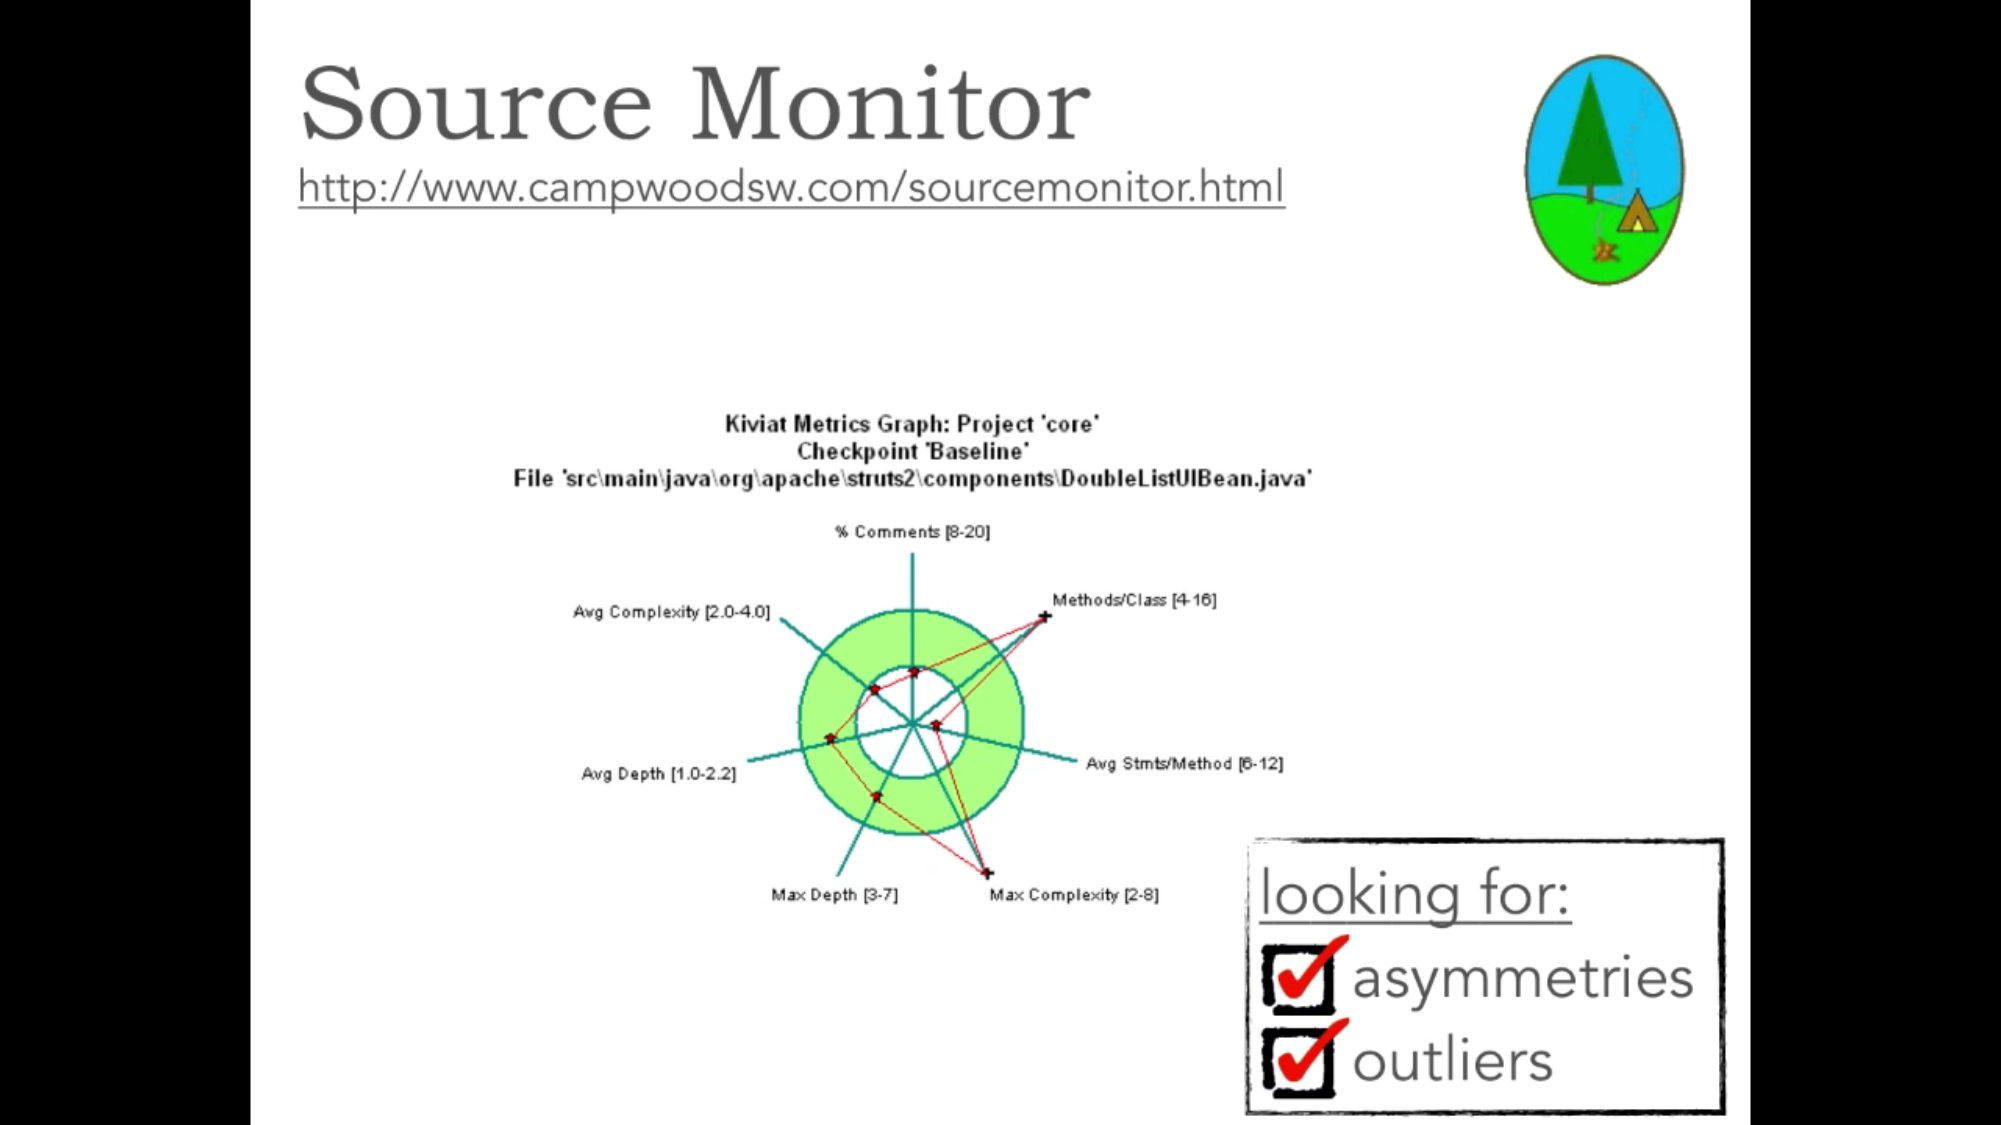 Source Monitor
http://www.campwoodsw.com/sourcemonitor.html
Kiviat Metrics Graph: Project 'core'
Checkpoint 'Baseline'
File 'src\main\java\org\apache\struts2\components\DoubleListUIBean.java'
% Comments [8-20]
Methods/Class [4-16]
Avg Complexity [2.0-4.0]
Avg Stmts/Method [6-12]
Avg Depth [1.0-2.2]
Max Depth [3-7]
Max Complexity [2-8]
looking for:
asymmetries
outliers